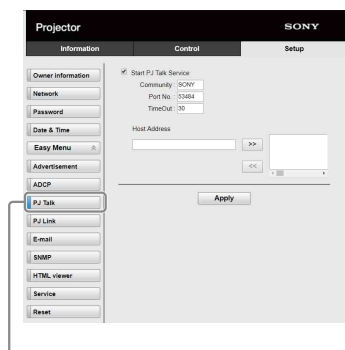 Projector
SONY
Information
Control
Setup
Owner information
Network
Password
Date & Time
Easy Menu
Advertisement
ADCP
PJ Talk
PJ Link
E-mail
SNMP
HTML viewer
Service
Reset
Start PJ Talk Service
Community: SONY
Port No.: 53484
TimeOut: 30
Host Address
>>
<<
Apply